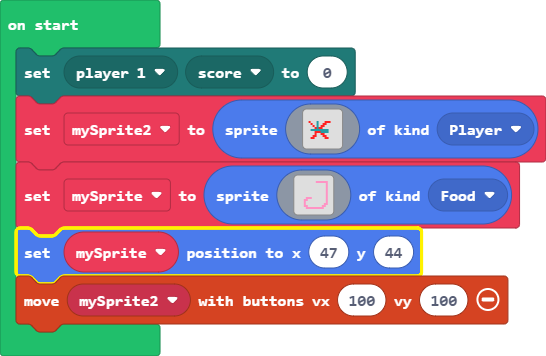 on start
set player 1 score to 0
set mySprite2 to sprite of kind Player
set mySprite to sprite of kind Food
set mySprite position to x 47 y 44
move mySprite2 with buttons vx 100 vy 100